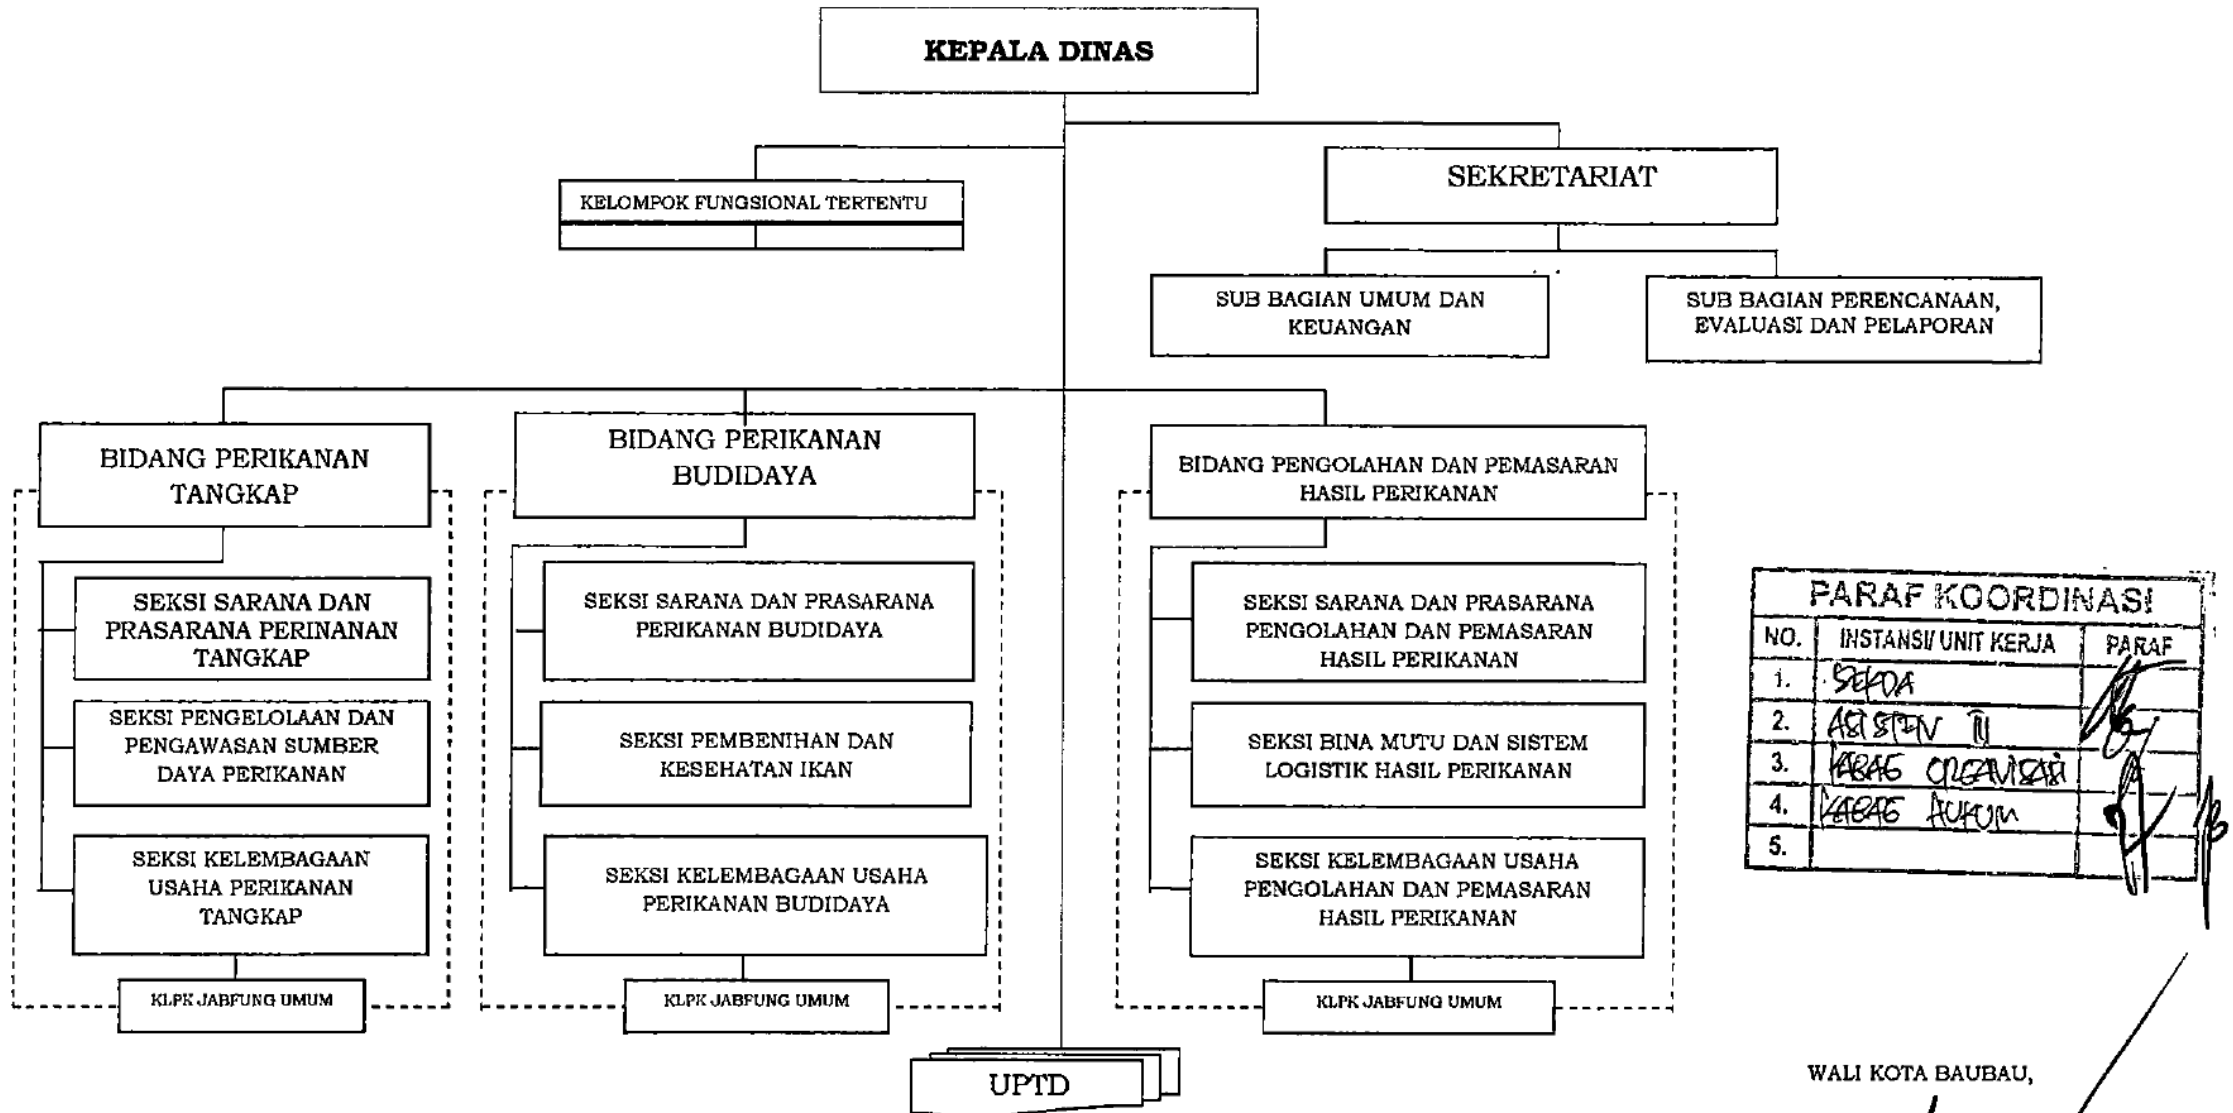 KEPALA DINAS
KELOMPOK FUNGSIONAL TERTENTU
SEKRETARIAT
SUB BAGIAN UMUM DAN
KEUANGAN
SUB BAGIAN PERENCANAAN,
EVALUASI DAN PELAPORAN
BIDANG PERIKANAN
TANGKAP
SEKSI SARANA DAN
PRASARANA PERINANAN
TANGKAP
SEKSI PENGELOLAAN DAN
PENGAWASAN SUMBER
DAYA PERIKANAN
SEKSI KELEMBAGAAN
USAHA PERIKANAN
TANGKAP
KLPK JABFUNG UMUM
BIDANG PERIKANAN
BUDIDAYA
SEKSI SARANA DAN PRASARANA
PERIKANAN BUDIDAYA
SEKSI PEMBENIHAN DAN
KESEHATAN IKAN
SEKSI KELEMBAGAAN USAHA
PERIKANAN BUDIDAYA
KLPK JABFUNG UMUM
BIDANG PENGOLAHAN DAN PEMASARAN
HASIL PERIKANAN
SEKSI SARANA DAN PRASARANA
PENGOLAHAN DAN PEMASARAN
HASIL PERIKANAN
SEKSI BINA MUTU DAN SISTEM
LOGISTIK HASIL PERIKANAN
SEKSI KELEMBAGAAN USAHA
PENGOLAHAN DAN PEMASARAN
HASIL PERIKANAN
KLPK JABFUNG UMUM
UPTD
PARAF KOORDINASI
NO. INSTANSI/ UNIT KERJA PARAF
1. SEKDA
2. ASISTEN III
3. KABAG ORGANISASI
4. KABAG HUKUM
5.
WALI KOTA BAUBAU,